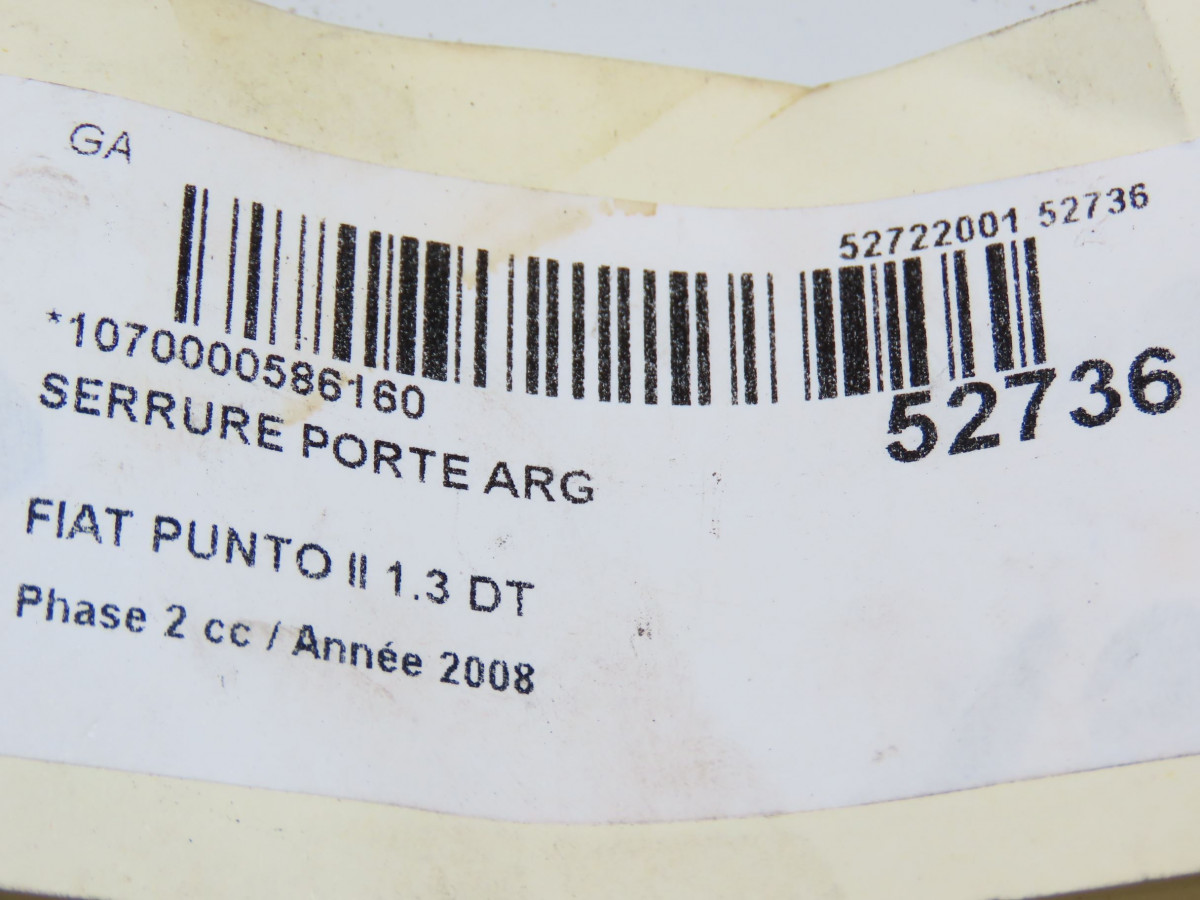 GA
52722001 52736
*1070000586160
52736
SERRURE PORTE ARG
FIAT PUNTO II 1.3 DT
Phase 2 cc / Année 2008